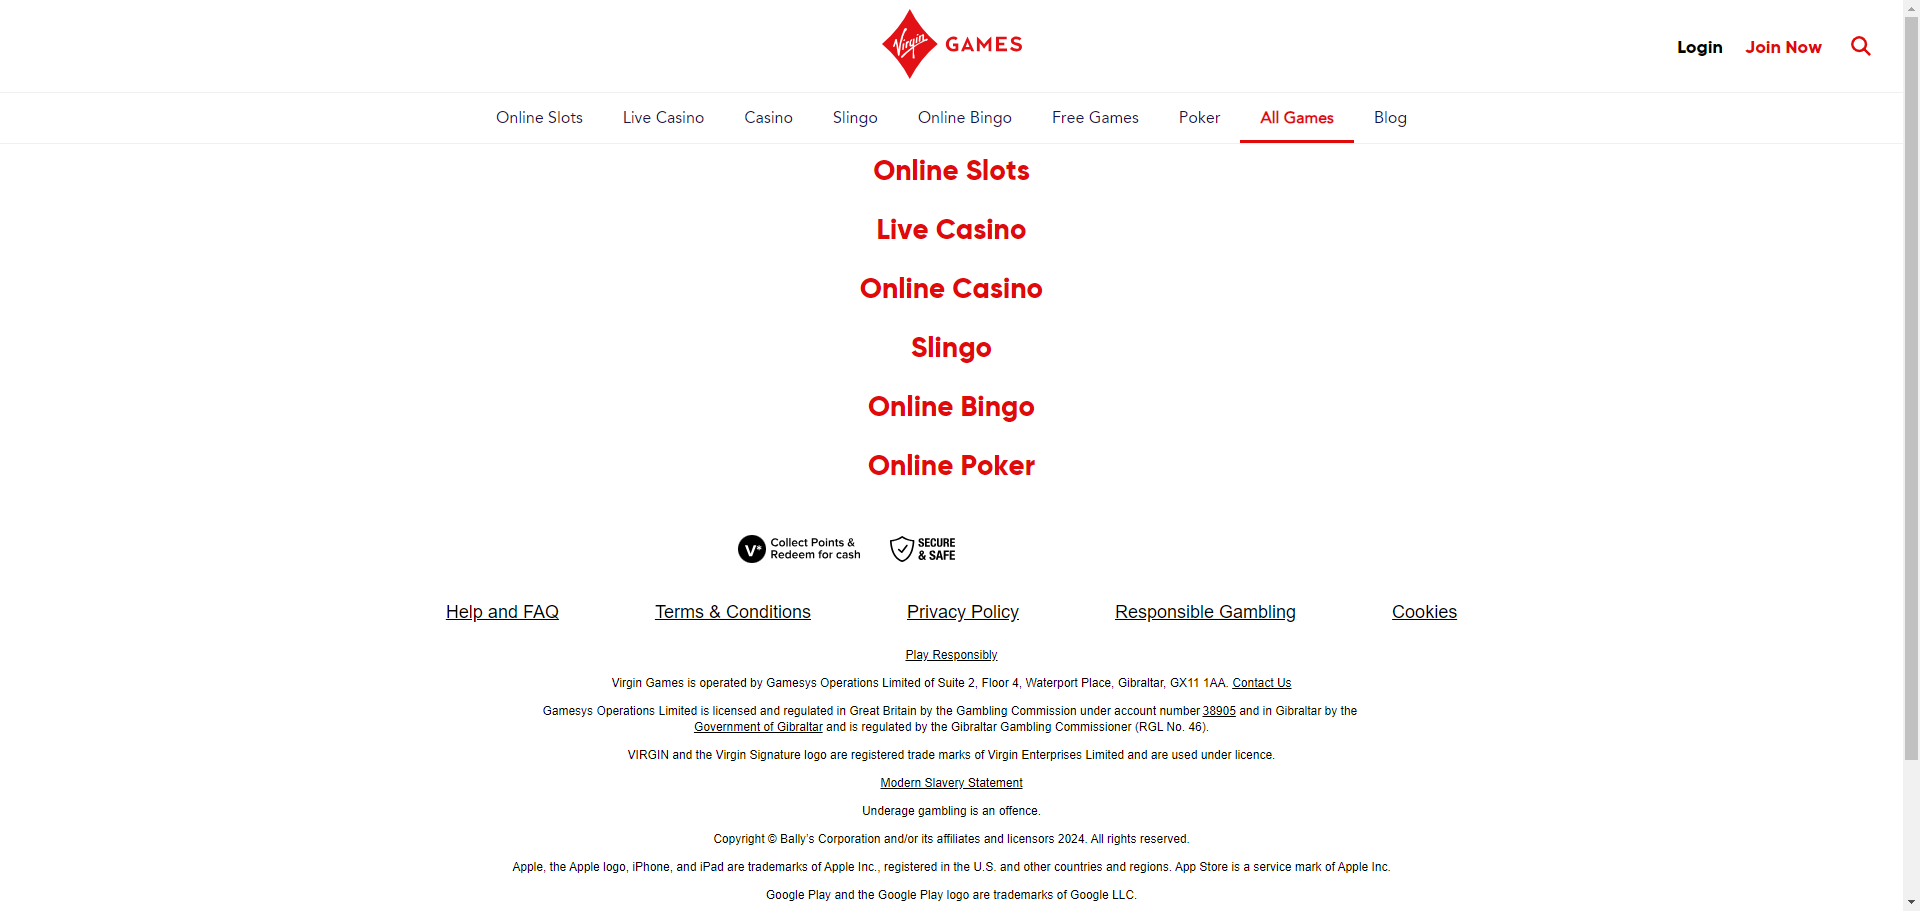 Virgin GAMES
Login Join Now
Online Slots Live Casino Casino Slingo Online Bingo Free Games Poker All Games Blog
Online Slots
Live Casino
Online Casino
Slingo
Online Bingo
Online Poker
V* Collect Points &
Redeem for cash
SECURE
& SAFE
Help and FAQ Terms & Conditions Privacy Policy Responsible Gambling Cookies
Play Responsibly
Virgin Games is operated by Gamesys Operations Limited of Suite 2, Floor 4, Waterport Place, Gibraltar, GX11 1AA. Contact Us
Gamesys Operations Limited is licensed and regulated in Great Britain by the Gambling Commission under account number 38905 and in Gibraltar by the
Government of Gibraltar and is regulated by the Gibraltar Gambling Commissioner (RGL No. 46).
VIRGIN and the Virgin Signature logo are registered trade marks of Virgin Enterprises Limited and are used under licence.
Modern Slavery Statement
Underage gambling is an offence.
Copyright © Bally's Corporation and/or its affiliates and licensors 2024. All rights reserved.
Apple, the Apple logo, iPhone, and iPad are trademarks of Apple Inc., registered in the U.S. and other countries and regions. App Store is a service mark of Apple Inc.
Google Play and the Google Play logo are trademarks of Google LLC.